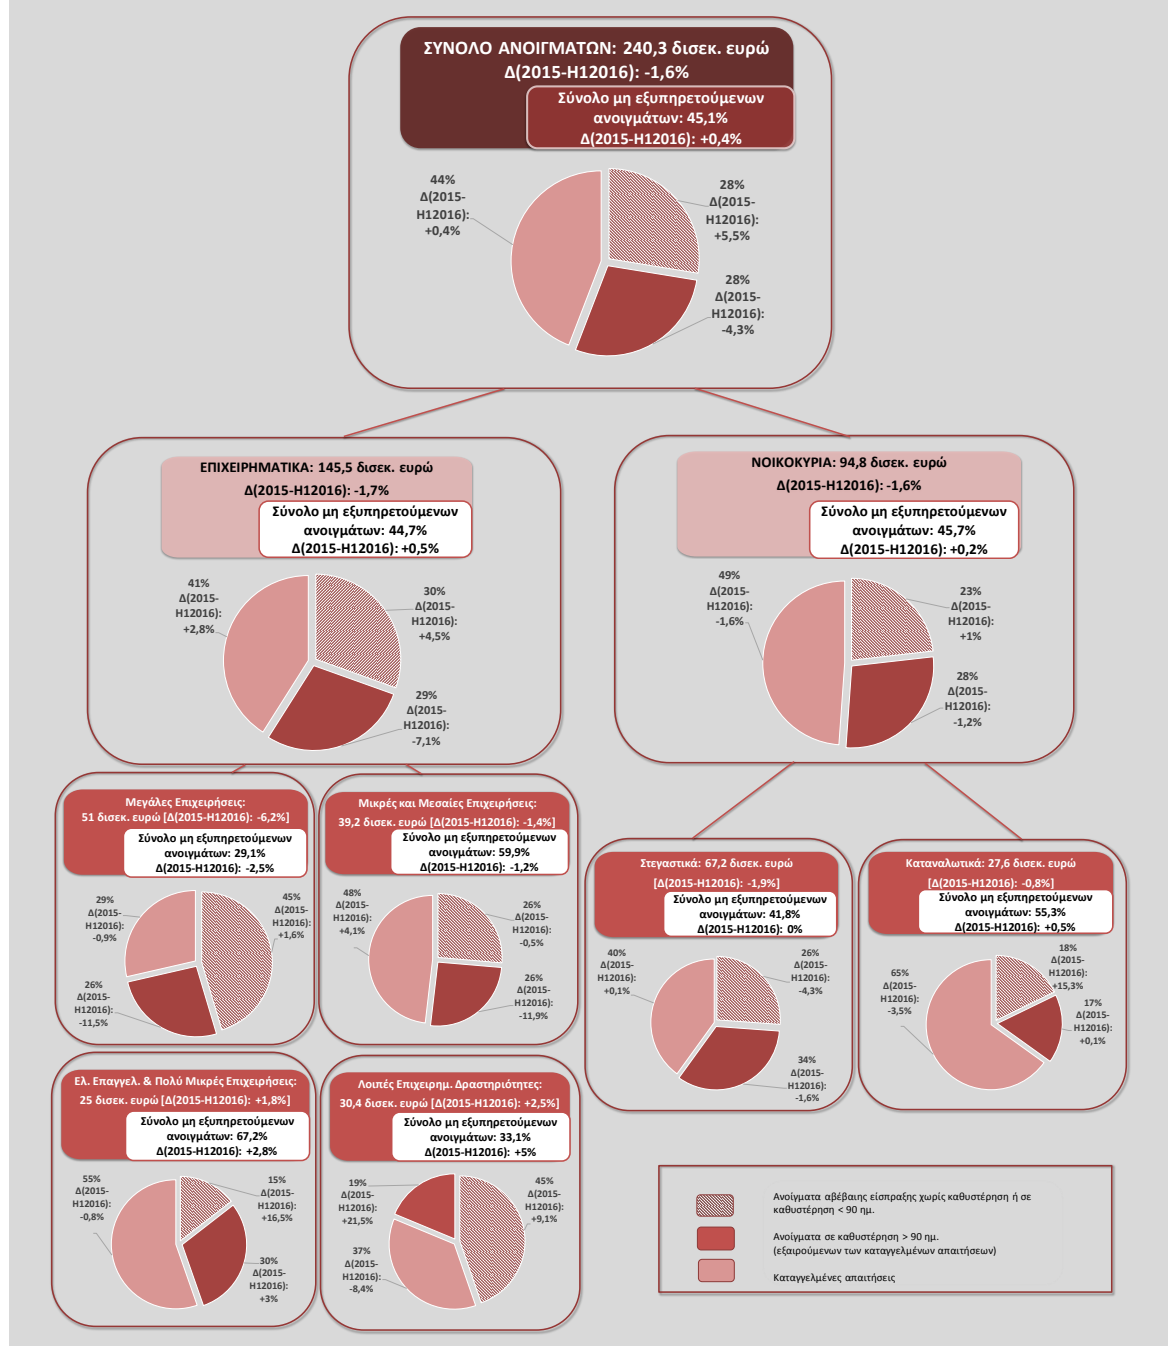 ΣΥΝΟΛΟ ΑΝΟΙΓΜΑΤΩΝ: 240,3 δισεκ. ευρώ
Δ(2015-Η12016): -1,6%
Σύνολο μη εξυπηρετούμενων
ανοιγμάτων: 45,1%
Δ(2015-Η12016): +0,4%
44%
Δ(2015-
Η12016):
+0,4%
28%
Δ(2015-
Η12016):
+5,5%
28%
Δ(2015-
Η12016):
-4,3%
ΕΠΙΧΕΙΡΗΜΑΤΙΚΑ: 145,5 δισεκ. ευρώ
Δ(2015-Η12016): -1,7%
Σύνολο μη εξυπηρετούμενων
ανοιγμάτων: 44,7%
Δ(2015-Η12016): +0,5%
41%
Δ(2015-
Η12016):
+2,8%
30%
Δ(2015-
Η12016):
+4,5%
29%
Δ(2015-
Η12016):
-7,1%
ΝΟΙΚΟΚΥΡΙΑ: 94,8 δισεκ. ευρώ
Δ(2015-Η12016): -1,6%
Σύνολο μη εξυπηρετούμενων
ανοιγμάτων: 45,7%
Δ(2015-Η12016): +0,2%
49%
Δ(2015-
Η12016):
-1,6%
23%
Δ(2015-
Η12016):
+1%
28%
Δ(2015-
Η12016):
-1,2%
Μεγάλες Επιχειρήσεις:
51 δισεκ. ευρώ [Δ(2015-Η12016): -6,2%]
Σύνολο μη εξυπηρετούμενων
ανοιγμάτων: 29,1%
Δ(2015-Η12016): -2,5%
29%
Δ(2015-
Η12016):
-0,9%
45%
Δ(2015-
Η12016):
+1,6%
26%
Δ(2015-
Η12016):
-11,5%
Μικρές και Μεσαίες Επιχειρήσεις:
39,2 δισεκ. ευρώ [Δ(2015-Η12016): -1,4%]
Σύνολο μη εξυπηρετούμενων
ανοιγμάτων: 59,9%
Δ(2015-Η12016): -1,2%
48%
Δ(2015-
Η12016):
+4,1%
26%
Δ(2015-
Η12016):
-0,5%
26%
Δ(2015-
Η12016):
-11,9%
Στεγαστικά: 67,2 δισεκ. ευρώ
[Δ(2015-Η12016): -1,9%]
Σύνολο μη εξυπηρετούμενων
ανοιγμάτων: 41,8%
Δ(2015-Η12016): 0%
40%
Δ(2015-
Η12016):
+0,1%
26%
Δ(2015-
Η12016):
-4,3%
34%
Δ(2015-
Η12016):
-1,6%
Καταναλωτικά: 27,6 δισεκ. ευρώ
[Δ(2015-Η12016): -0,8%]
Σύνολο μη εξυπηρετούμενων
ανοιγμάτων: 55,3%
Δ(2015-Η12016): +0,5%
65%
Δ(2015-
Η12016):
-3,5%
18%
Δ(2015-
Η12016):
+15,3%
17%
Δ(2015-
Η12016):
+0,1%
Ελ. Επαγγελ. & Πολύ Μικρές Επιχειρήσεις:
25 δισεκ. ευρώ [Δ(2015-Η12016): +1,8%]
Σύνολο μη εξυπηρετούμενων
ανοιγμάτων: 67,2%
Δ(2015-Η12016): +2,8%
55%
Δ(2015-
Η12016):
-0,8%
15%
Δ(2015-
Η12016):
+16,5%
30%
Δ(2015-
Η12016):
+3%
Λοιπές Επιχειρημ. Δραστηριότητες:
30,4 δισεκ. ευρώ [Δ(2015-Η12016): +2,5%]
Σύνολο μη εξυπηρετούμενων
ανοιγμάτων: 33,1%
Δ(2015-Η12016): +5%
19%
Δ(2015-
Η12016):
+21,5%
45%
Δ(2015-
Η12016):
+9,1%
37%
Δ(2015-
Η12016):
-8,4%
Ανοίγματα αβέβαιης είσπραξης χωρίς καθυστέρηση ή σε
καθυστέρηση < 90 ημ.
Ανοίγματα σε καθυστέρηση > 90 ημ.
(εξαιρούμενων των καταγγελμένων απαιτήσεων)
Καταγγελμένες απαιτήσεις